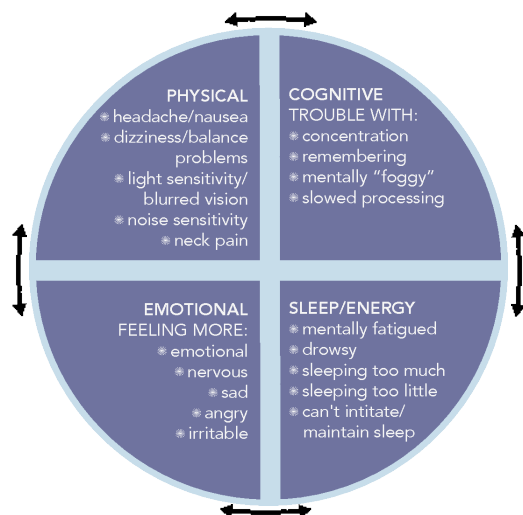 PHYSICAL
✺ headache/nausea
✺ dizziness/balance
problems
✺ light sensitivity/
blurred vision
✺ noise sensitivity
✺ neck pain
COGNITIVE
TROUBLE WITH:
✺ concentration
✺ remembering
✺ mentally “foggy”
✺ slowed processing
EMOTIONAL
FEELING MORE:
✺ emotional
✺ nervous
✺ sad
✺ angry
✺ irritable
SLEEP/ENERGY
✺ mentally fatigued
✺ drowsy
✺ sleeping too much
✺ sleeping too little
✺ can't intitate/
maintain sleep